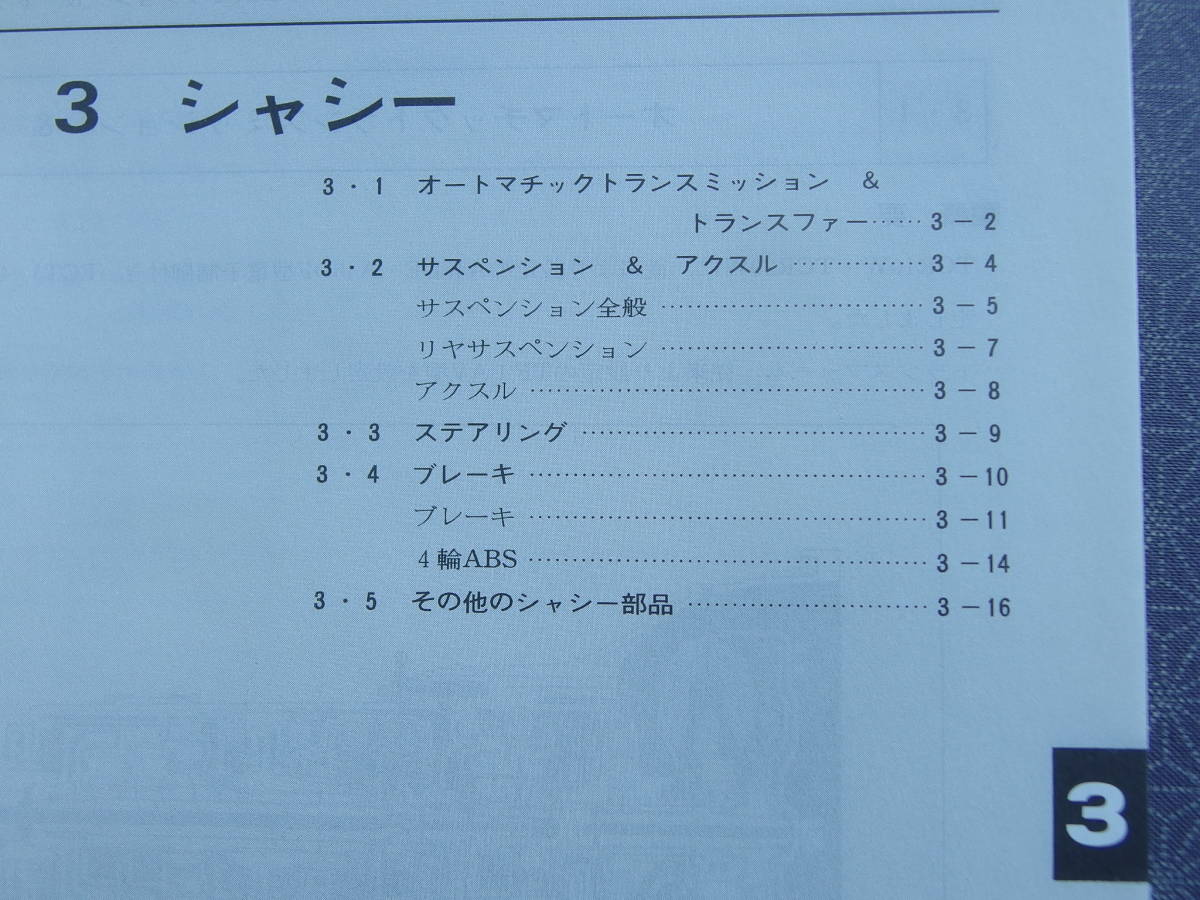 3 シャシー
3・1 オートマチックトランスミッション &
トランスファー……3－2
3・2 サスペンション & アクスル………………3－4
サスペンション全般………………………………3－5
リヤサスペンション………………………………3－7
アクスル………………………………………………3－8
3・3 ステアリング…………………………………3－9
3・4 ブレーキ………………………………………3－10
ブレーキ………………………………………………3－11
4輪ABS………………………………………………3－14
3・5 その他のシャシー部品………………………3－16
3